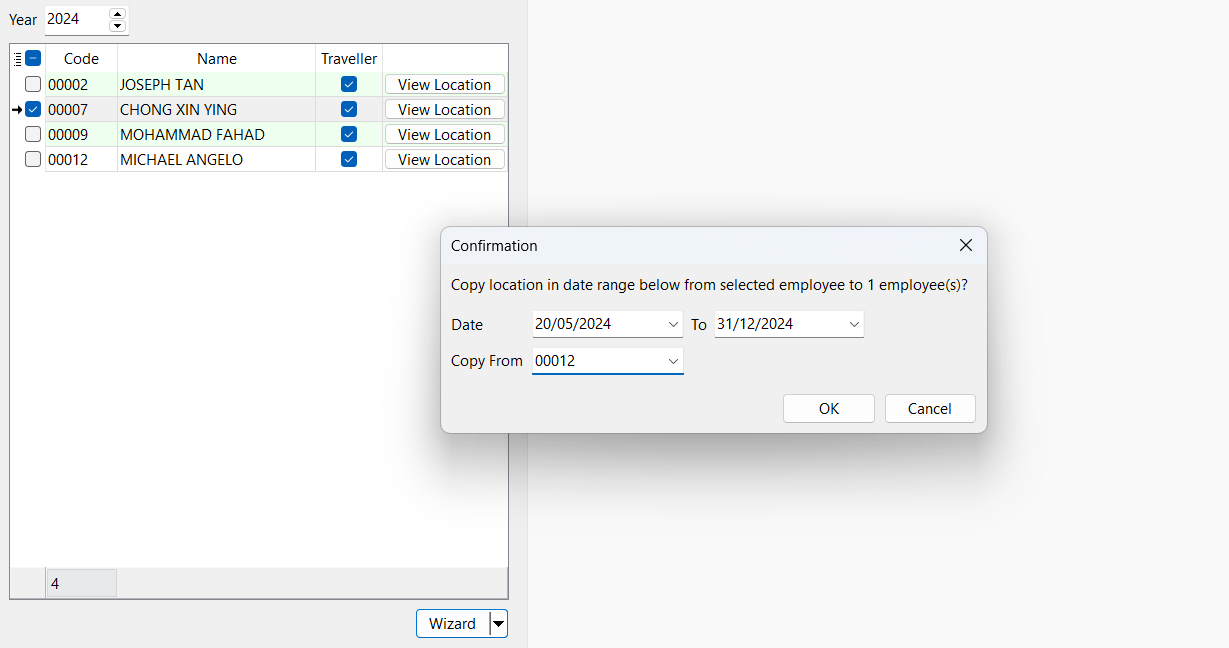 Year 2024
Code Name Traveller
00002 JOSEPH TAN View Location
00007 CHONG XIN YING View Location
00009 MOHAMMAD FAHAD View Location
00012 MICHAEL ANGELO View Location
Confirmation
Copy location in date range below from selected employee to 1 employee(s)?
Date 20/05/2024 To 31/12/2024
Copy From 00012
OK Cancel
4
Wizard